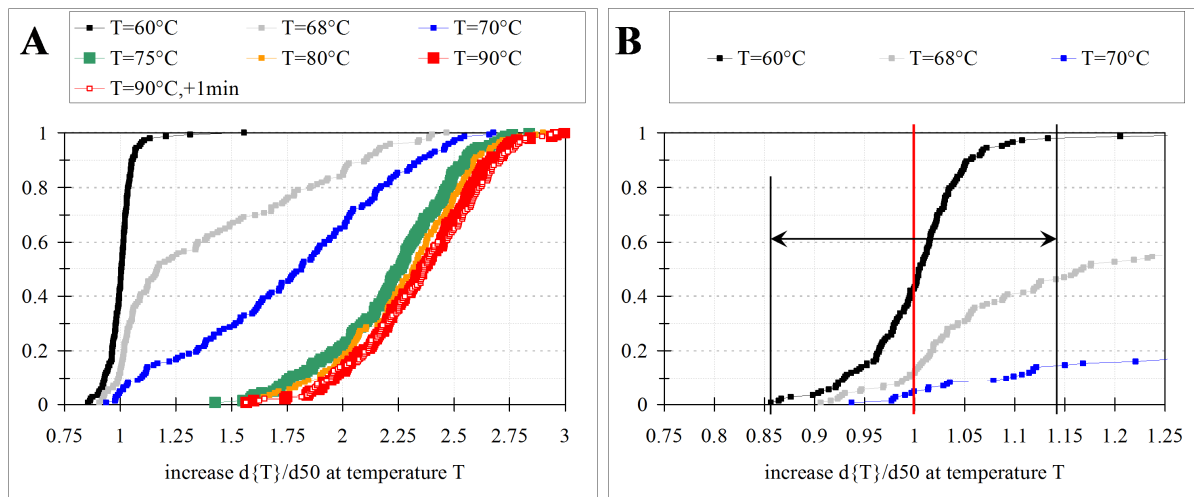 A
T=60°C T=68°C T=70°C
T=75°C T=80°C T=90°C
T=90°C,+1min
1
0.8
0.6
0.4
0.2
0
0.75 1 1.25 1.5 1.75 2 2.25 2.5 2.75 3
increase d{T}/d50 at temperature T
B
T=60°C T=68°C T=70°C
1
0.8
0.6
0.4
0.2
0
0.75 0.8 0.85 0.9 0.95 1 1.05 1.1 1.15 1.2 1.25
increase d{T}/d50 at temperature T